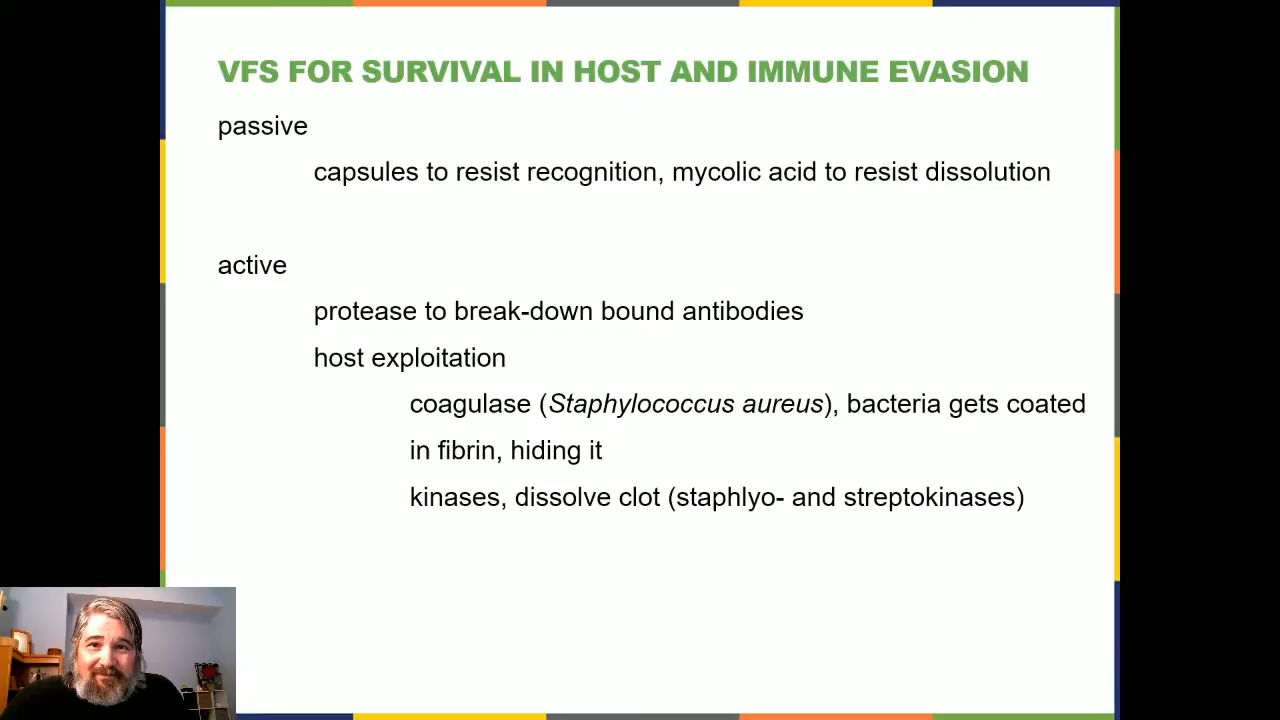 VFS FOR SURVIVAL IN HOST AND IMMUNE EVASION
passive
capsules to resist recognition, mycolic acid to resist dissolution
active
protease to break-down bound antibodies
host exploitation
coagulase (Staphylococcus aureus), bacteria gets coated
in fibrin, hiding it
kinases, dissolve clot (staphlyo- and streptokinases)